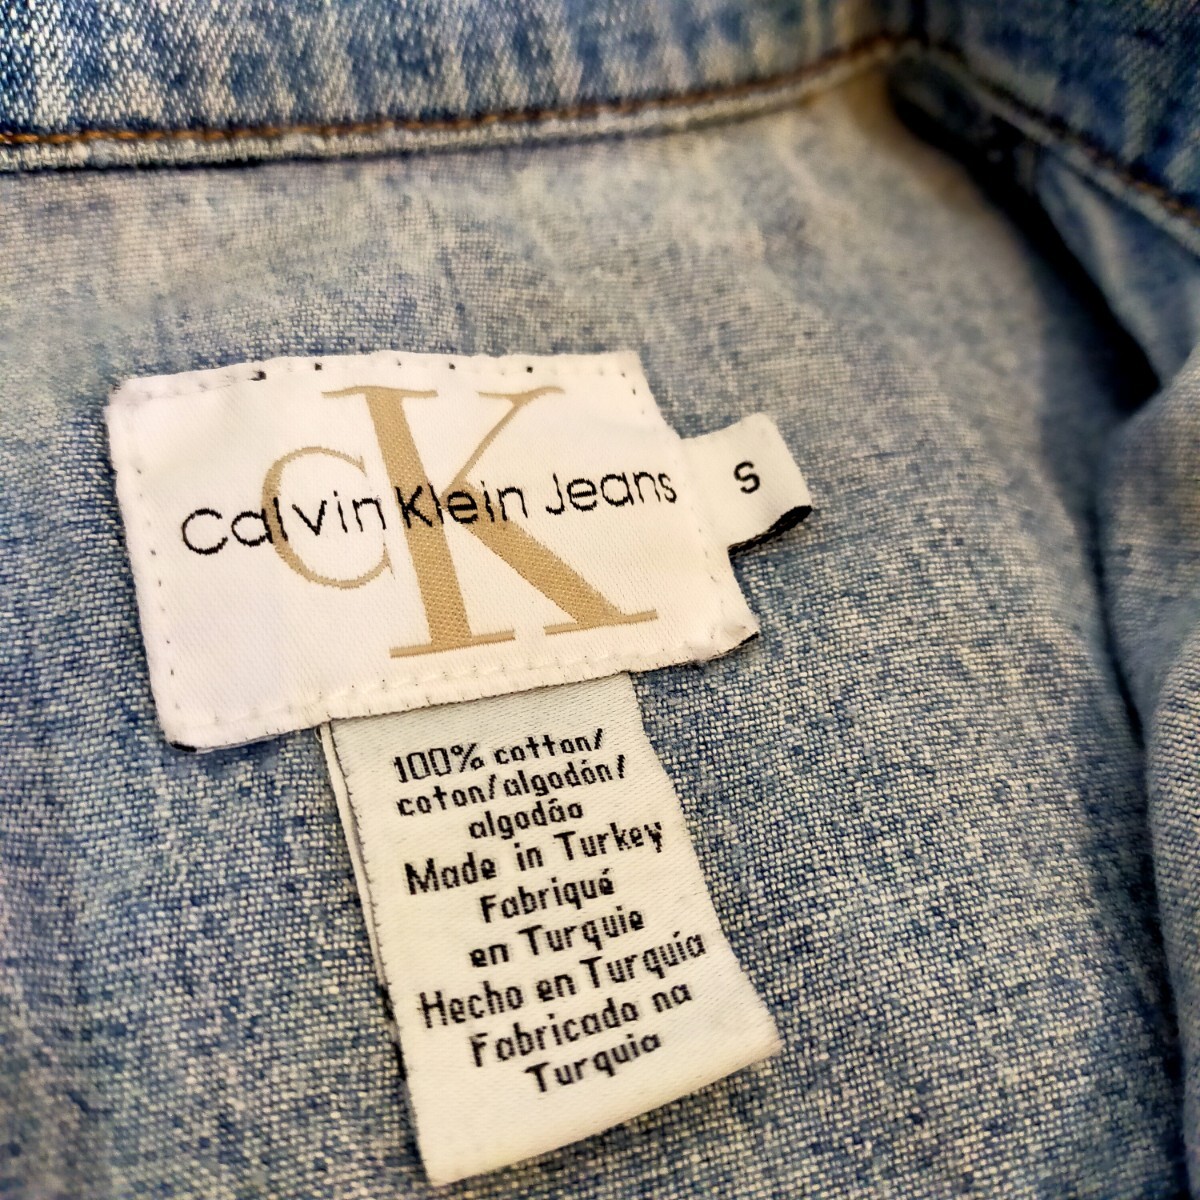 CK
Calvin Klein Jeans
S
100% cotton/
coton/algodón/
algodão
Made in Turkey
Fabriqué
en Turquie
Hecho en Turquía
Fabricado na
Turquia